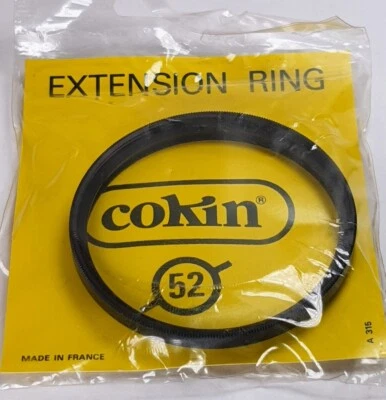 EXTENSION RING
cokin®
52
MADE IN FRANCE
A 315